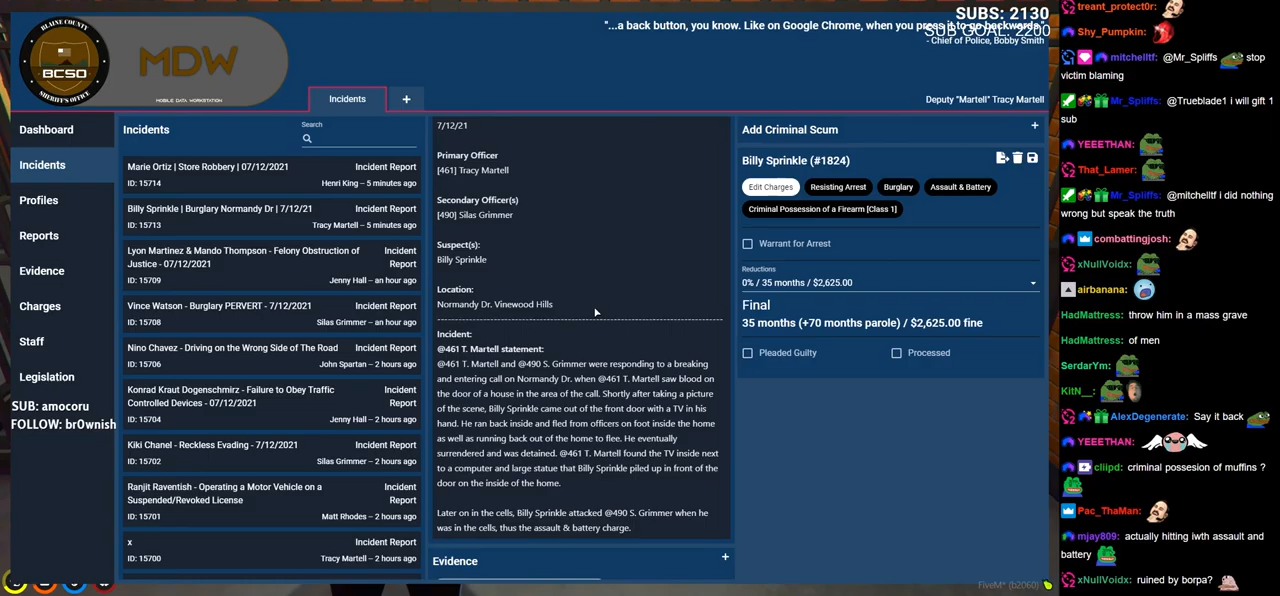 BLAINE COUNTY
BCSO
SHERIFF'S OFFICE
MDW
MOBILE DATA WORKSTATION
SUBS: 2130
"...a back button, you know. Like on Google Chrome, when you press it to go backwards."
SUB GOAL: 2200
- Chief of Police, Bobby Smith
Incidents
+
Deputy "Martell" Tracy Martell
Dashboard
Incidents
Profiles
Reports
Evidence
Charges
Staff
Legislation
SUB: amocoru
FOLLOW: br0wnish
Incidents
Search
Marie Ortiz | Store Robbery | 07/12/2021
Incident Report
ID: 15714
Henri King – 5 minutes ago
Billy Sprinkle | Burglary Normandy Dr | 7/12/21
Incident Report
ID: 15713
Tracy Martell – 5 minutes ago
Lyon Martinez & Mando Thompson - Felony Obstruction of
Justice - 07/12/2021
Incident
Report
ID: 15709
Jenny Hall – an hour ago
Vince Watson - Burglary PERVERT - 7/12/2021
Incident Report
ID: 15708
Silas Grimmer – an hour ago
Nino Chavez - Driving on the Wrong Side of The Road
Incident Report
ID: 15706
John Spartan – 2 hours ago
Konrad Kraut Dogenschmirz - Failure to Obey Traffic
Controlled Devices - 07/12/2021
Incident
Report
ID: 15704
Jenny Hall – 2 hours ago
Kiki Chanel - Reckless Evading - 7/12/2021
Incident Report
ID: 15702
Silas Grimmer – 2 hours ago
Ranjit Raventish - Operating a Motor Vehicle on a
Suspended/Revoked License
Incident
Report
ID: 15701
Matt Rhodes – 2 hours ago
x
Incident Report
ID: 15700
Tracy Martell – 2 hours ago
7/12/21
Primary Officer
[461] Tracy Martell
Secondary Officer(s)
[490] Silas Grimmer
Suspect(s):
Billy Sprinkle
Location:
Normandy Dr. Vinewood Hills
Incident:
@461 T. Martell statement:
@461 T. Martell and @490 S. Grimmer were responding to a breaking
and entering call on Normandy Dr. when @461 T. Martell saw blood on
the door of a house in the area of the call. Shortly after taking a picture
of the scene, Billy Sprinkle came out of the front door with a TV in his
hand. He ran back inside and fled from officers on foot inside the home
as well as running back out of the home to flee. He eventually
surrendered and was detained. @461 T. Martell found the TV inside next
to a computer and large statue that Billy Sprinkle piled up in front of the
door on the inside of the home.
Later on in the cells, Billy Sprinkle attacked @490 S. Grimmer when he
was in the cells, thus the assault & battery charge.
Evidence
+
Add Criminal Scum
+
Billy Sprinkle (#1824)
Edit Charges
Resisting Arrest
Burglary
Assault & Battery
Criminal Possession of a Firearm [Class 1]
Warrant for Arrest
Reductions
0% / 35 months / $2,625.00
Final
35 months (+70 months parole) / $2,625.00 fine
Pleaded Guilty
Processed
FiveM* (b2060)
treant_protect0r:
Shy_Pumpkin:
mitchelltf: @Mr_Spliffs stop
victim blaming
Mr_Spliffs: @Trueblade1 i will gift 1
sub
YEEETHAN:
That_Lamer:
Mr_Spliffs: @mitchelltf i did nothing
wrong but speak the truth
combattingjosh:
xNullVoidx:
airbanana:
HadMattress: throw him in a mass grave
HadMattress: of men
SerdarYm:
KitN__:
AlexDegenerate: Say it back
YEEETHAN:
cliipd: criminal possesion of muffins ?
Pac_ThaMan:
mjay809: actually hitting iwth assault and
battery
xNullVoidx: ruined by borpa?